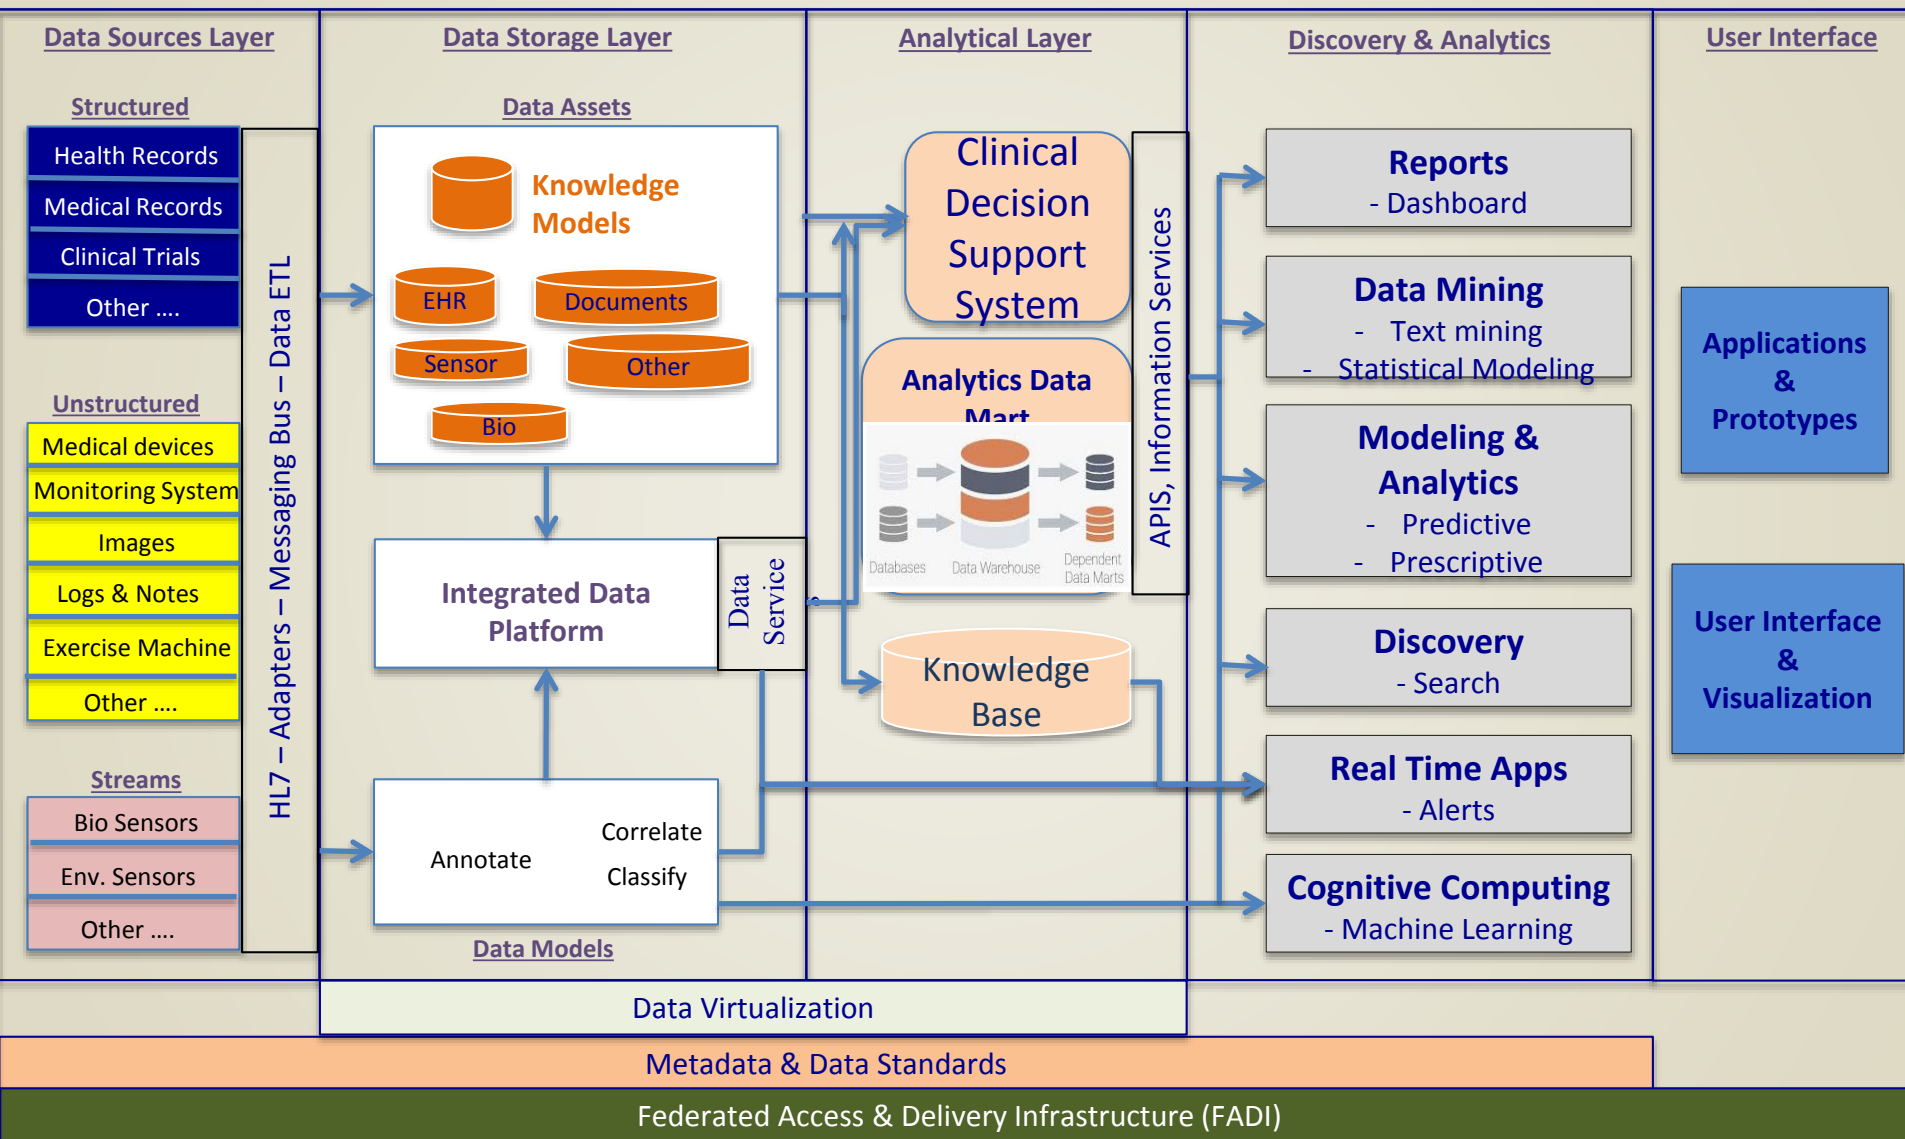 Data Sources Layer
Data Storage Layer
Analytical Layer
Discovery & Analytics
User Interface
Structured
Health Records
Medical Records
Clinical Trials
Other ....
Unstructured
Medical devices
Monitoring System
Images
Logs & Notes
Exercise Machine
Other ....
Streams
Bio Sensors
Env. Sensors
Other ....
HL7 – Adapters – Messaging Bus – Data ETL
Data Assets
Knowledge
Models
EHR
Documents
Sensor
Other
Bio
Integrated Data
Platform
Data
Service
s
Annotate
Correlate
Classify
Data Models
Clinical
Decision
Support
System
Analytics Data
Mart
Databases
Data Warehouse
Dependent
Data Marts
Knowledge
Base
APIS, Information Services
Reports
- Dashboard
Data Mining
- Text mining
- Statistical Modeling
Modeling &
Analytics
- Predictive
- Prescriptive
Discovery
- Search
Real Time Apps
- Alerts
Cognitive Computing
- Machine Learning
Applications
&
Prototypes
User Interface
&
Visualization
Data Virtualization
Metadata & Data Standards
Federated Access & Delivery Infrastructure (FADI)